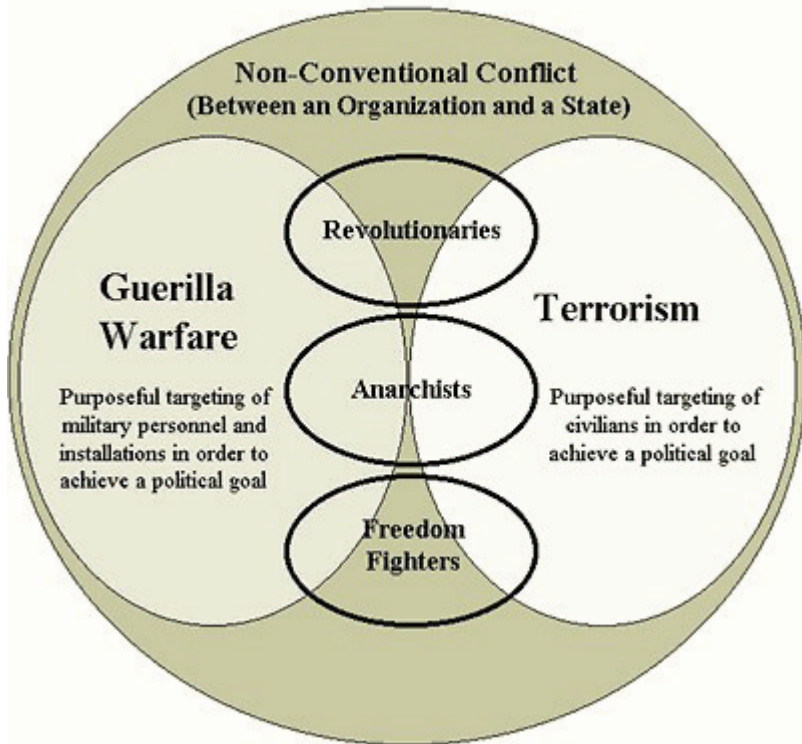 Non-Conventional Conflict
(Between an Organization and a State)
Revolutionaries
Guerilla
Warfare
Purposeful targeting of
military personnel and
installations in order to
achieve a political goal
Anarchists
Terrorism
Purposeful targeting of
civilians in order to
achieve a political goal
Freedom
Fighters